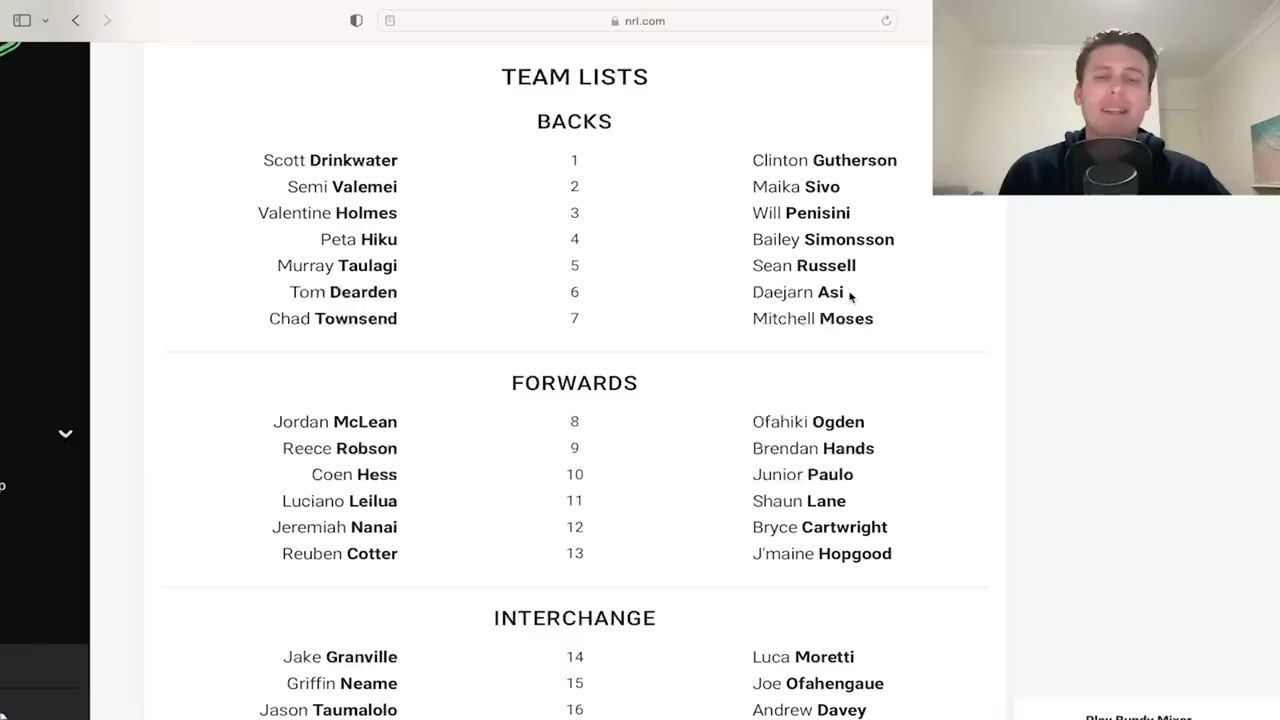 nrl.com
TEAM LISTS
BACKS
Scott Drinkwater 1 Clinton Gutherson
Semi Valemei 2 Maika Sivo
Valentine Holmes 3 Will Penisini
Peta Hiku 4 Bailey Simonsson
Murray Taulagi 5 Sean Russell
Tom Dearden 6 Daejarn Asi
Chad Townsend 7 Mitchell Moses
FORWARDS
Jordan McLean 8 Ofahiki Ogden
Reece Robson 9 Brendan Hands
Coen Hess 10 Junior Paulo
Luciano Leilua 11 Shaun Lane
p
Jeremiah Nanai 12 Bryce Cartwright
Reuben Cotter 13 J'maine Hopgood
INTERCHANGE
Jake Granville 14 Luca Moretti
Griffin Neame 15 Joe Ofahengaue
Jason Taumalolo 16 Andrew Davey
Play Bundy Mixer